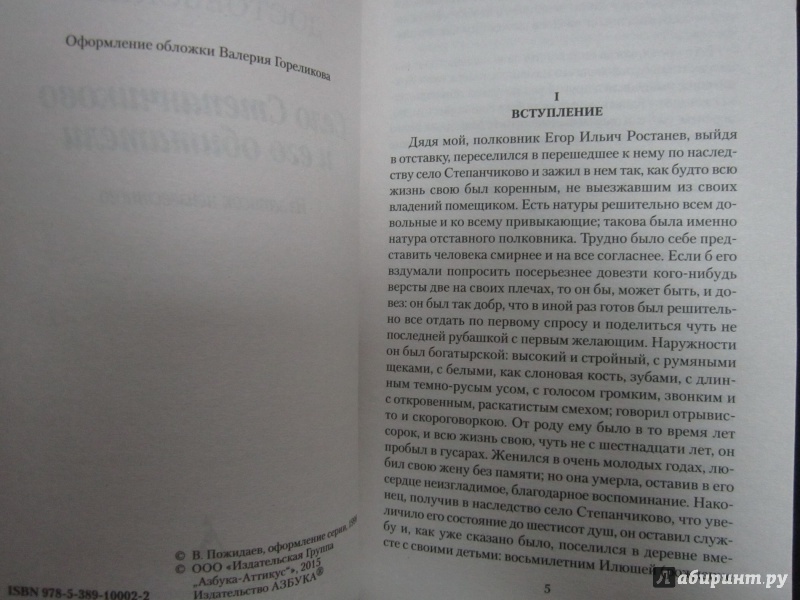 Оформление обложки Валерия Гореликова
Село Степанчиково
и его обитатели
© В. Пожидаев, оформление серии, 1996
© ООО «Издательская Группа
„Азбука-Аттикус“», 2015
Издательство АЗБУКА®
ISBN 978-5-389-10002-2
I
ВСТУПЛЕНИЕ
Дядя мой, полковник Егор Ильич Ростанев, выйдя
в отставку, переселился в перешедшее к нему по наслед-
ству село Степанчиково и зажил в нем так, как будто всю
жизнь свою был коренным, не выезжавшим из своих
владений помещиком. Есть натуры решительно всем до-
вольные и ко всему привыкающие; такова была именно
натура отставного полковника. Трудно было себе пред-
ставить человека смирнее и на все согласнее. Если б его
вздумали попросить посерьезнее довезти кого-нибудь
версты две на своих плечах, то он бы, может быть, и до-
вез: он был так добр, что в иной раз готов был решитель-
но все отдать по первому спросу и поделиться чуть не
последней рубашкой с первым желающим. Наружности
он был богатырской: высокий и стройный, с румяными
щеками, с белыми, как слоновая кость, зубами, с длин-
ным темно-русым усом, с голосом громким, звонким и
с откровенным, раскатистым смехом; говорил отрывис-
то и скороговоркою. От роду ему было в то время лет
сорок, и всю жизнь свою, чуть не с шестнадцати лет, он
пробыл в гусарах. Женился в очень молодых годах, лю-
бил свою жену без памяти; но она умерла, оставив в его
сердце неизгладимое, благодарное воспоминание. Нако-
нец, получив в наследство село Степанчиково, что уве-
личило его состояние до шестисот душ, он оставил служ-
бу и, как уже сказано было, поселился в деревне вме-
сте с своими детьми: восьмилетним Илюшей
5
Лабиринт.ру